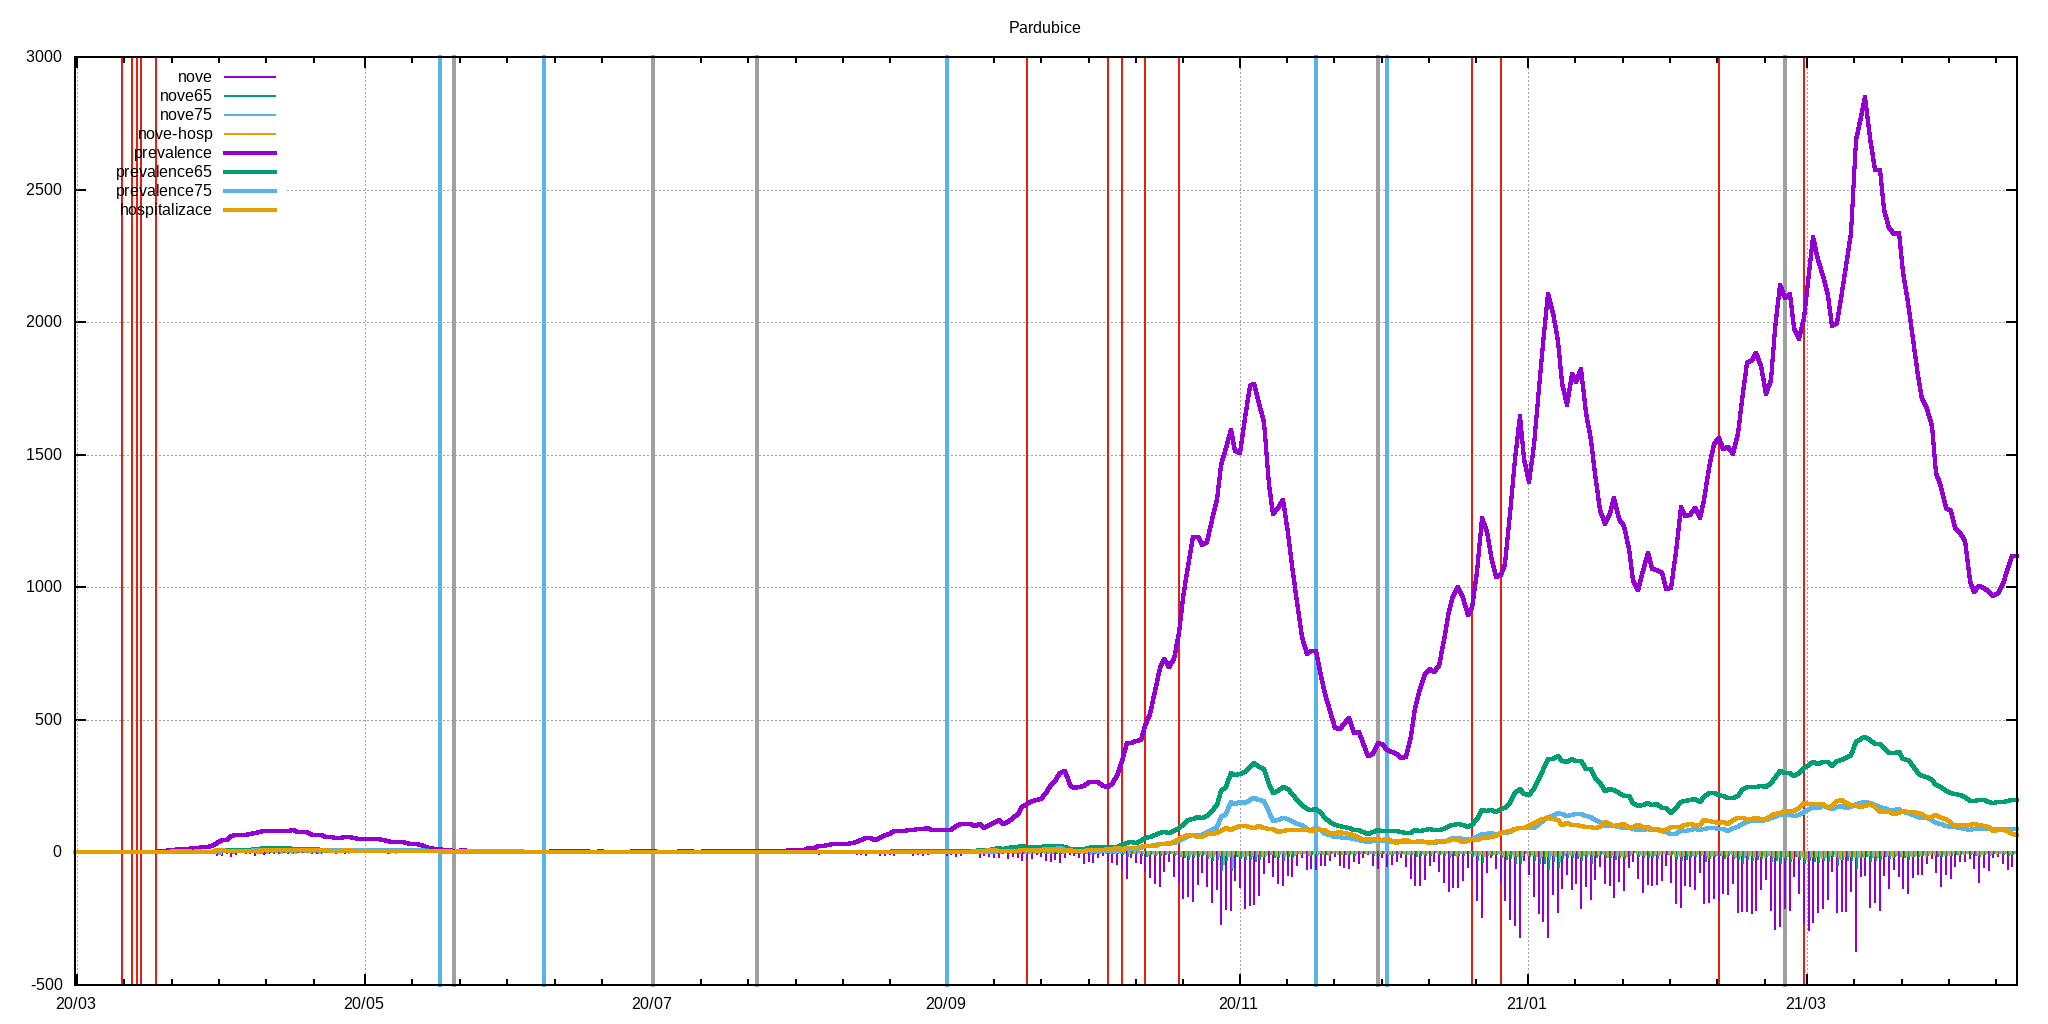 Pardubice
3000
2500
2000
1500
1000
500
0
-500
nove
nove65
nove75
nove-hosp
prevalence
prevalence65
prevalence75
hospitalizace
20/03
20/05
20/07
20/09
20/11
21/01
21/03